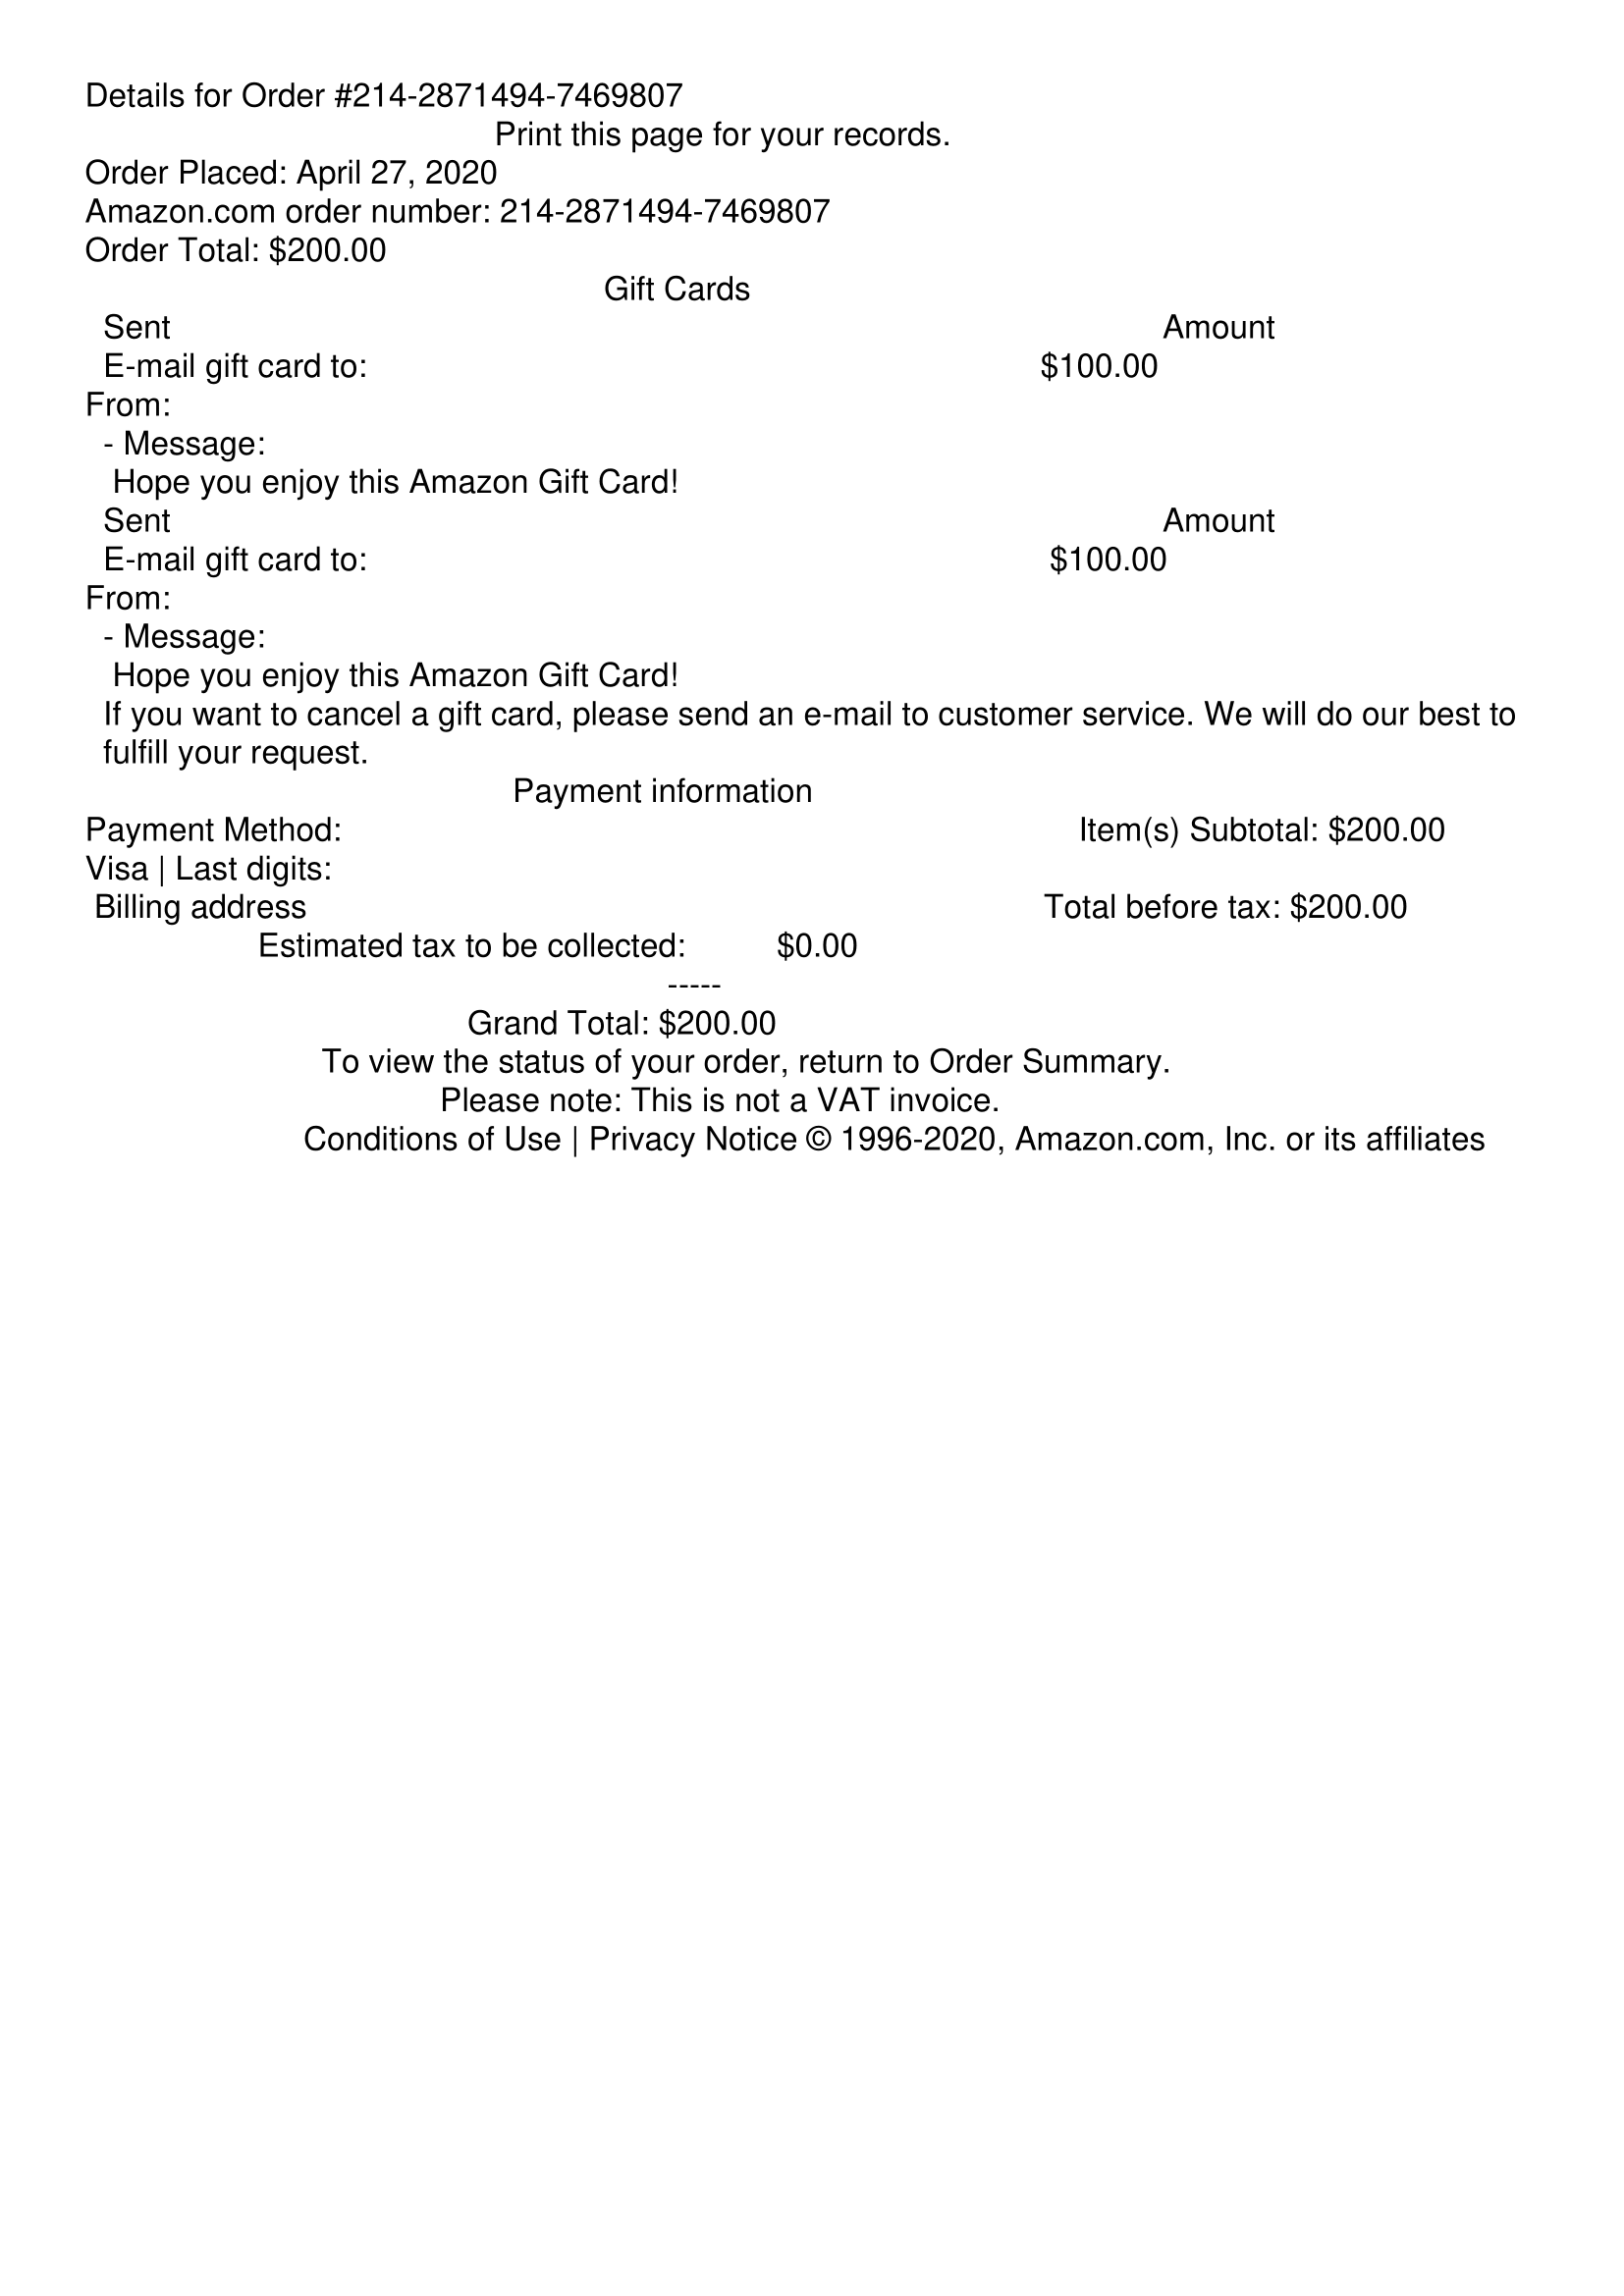 Details for Order #214-2871494-7469807
Print this page for your records.
Order Placed: April 27, 2020
Amazon.com order number: 214-2871494-7469807
Order Total: $200.00
Gift Cards
Sent Amount
E-mail gift card to: $100.00
From:
- Message:
Hope you enjoy this Amazon Gift Card!
Sent Amount
E-mail gift card to: $100.00
From:
- Message:
Hope you enjoy this Amazon Gift Card!
If you want to cancel a gift card, please send an e-mail to customer service. We will do our best to
fulfill your request.
Payment information
Payment Method: Item(s) Subtotal: $200.00
Visa | Last digits:
Billing address Total before tax: $200.00
Estimated tax to be collected: $0.00
-----
Grand Total: $200.00
To view the status of your order, return to Order Summary.
Please note: This is not a VAT invoice.
Conditions of Use | Privacy Notice © 1996-2020, Amazon.com, Inc. or its affiliates